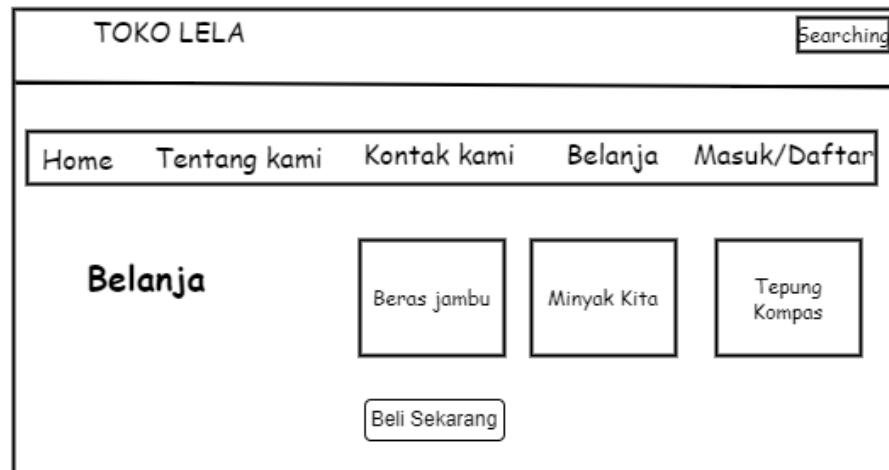 TOKO LELA
Searching
Home Tentang kami Kontak kami Belanja Masuk/Daftar
Belanja
Beras jambu
Minyak Kita
Tepung
Kompas
Beli Sekarang